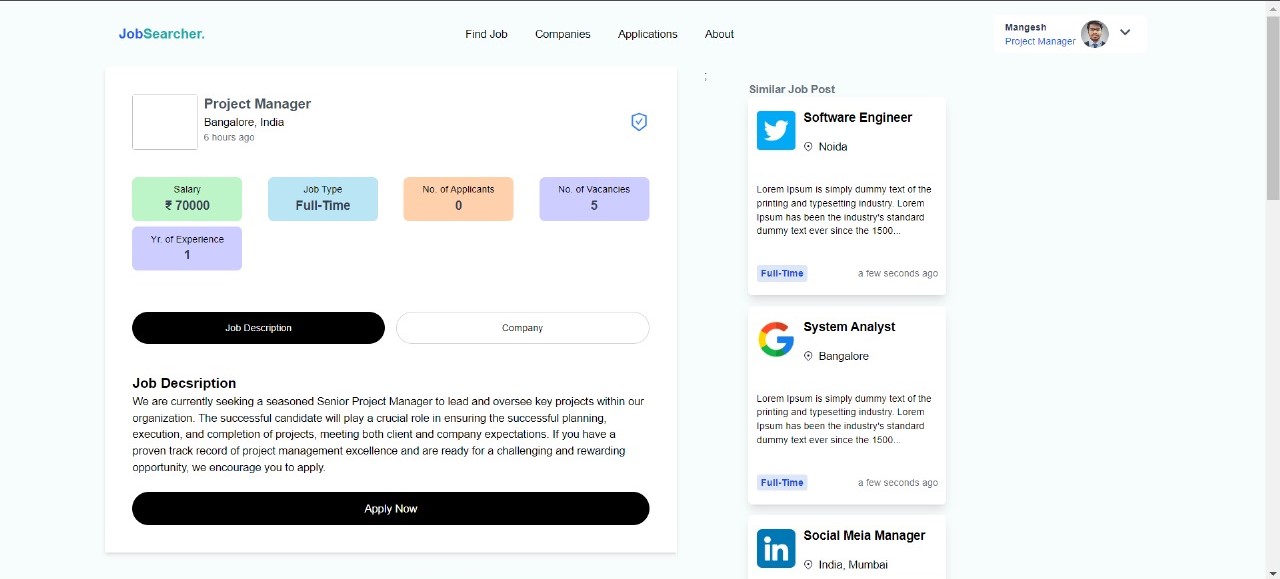 JobSearcher.
Find Job
Companies
Applications
About
Mangesh
Project Manager
Project Manager
Bangalore, India
6 hours ago
Salary
₹ 70000
Job Type
Full-Time
No. of Applicants
0
No. of Vacancies
5
Yr. of Experience
1
Job Description
Company
Job Decsription
We are currently seeking a seasoned Senior Project Manager to lead and oversee key projects within our
organization. The successful candidate will play a crucial role in ensuring the successful planning,
execution, and completion of projects, meeting both client and company expectations. If you have a
proven track record of project management excellence and are ready for a challenging and rewarding
opportunity, we encourage you to apply.
Apply Now
;
Similar Job Post
Software Engineer
Noida
Lorem Ipsum is simply dummy text of the
printing and typesetting industry. Lorem
Ipsum has been the industry's standard
dummy text ever since the 1500...
Full-Time
a few seconds ago
System Analyst
Bangalore
Lorem Ipsum is simply dummy text of the
printing and typesetting industry. Lorem
Ipsum has been the industry's standard
dummy text ever since the 1500...
Full-Time
a few seconds ago
in
Social Meia Manager
India, Mumbai